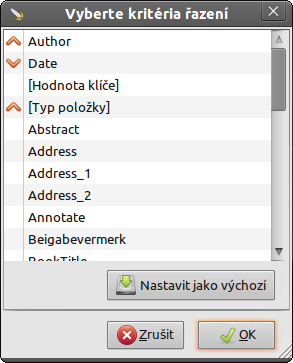 Vyberte kritéria řazení
Author
Date
[Hodnota klíče]
[Typ položky]
Abstract
Address
Address_1
Address_2
Annotate
Beigabevermerk
BookTitle
Nastavit jako výchozí
Zrušit
OK